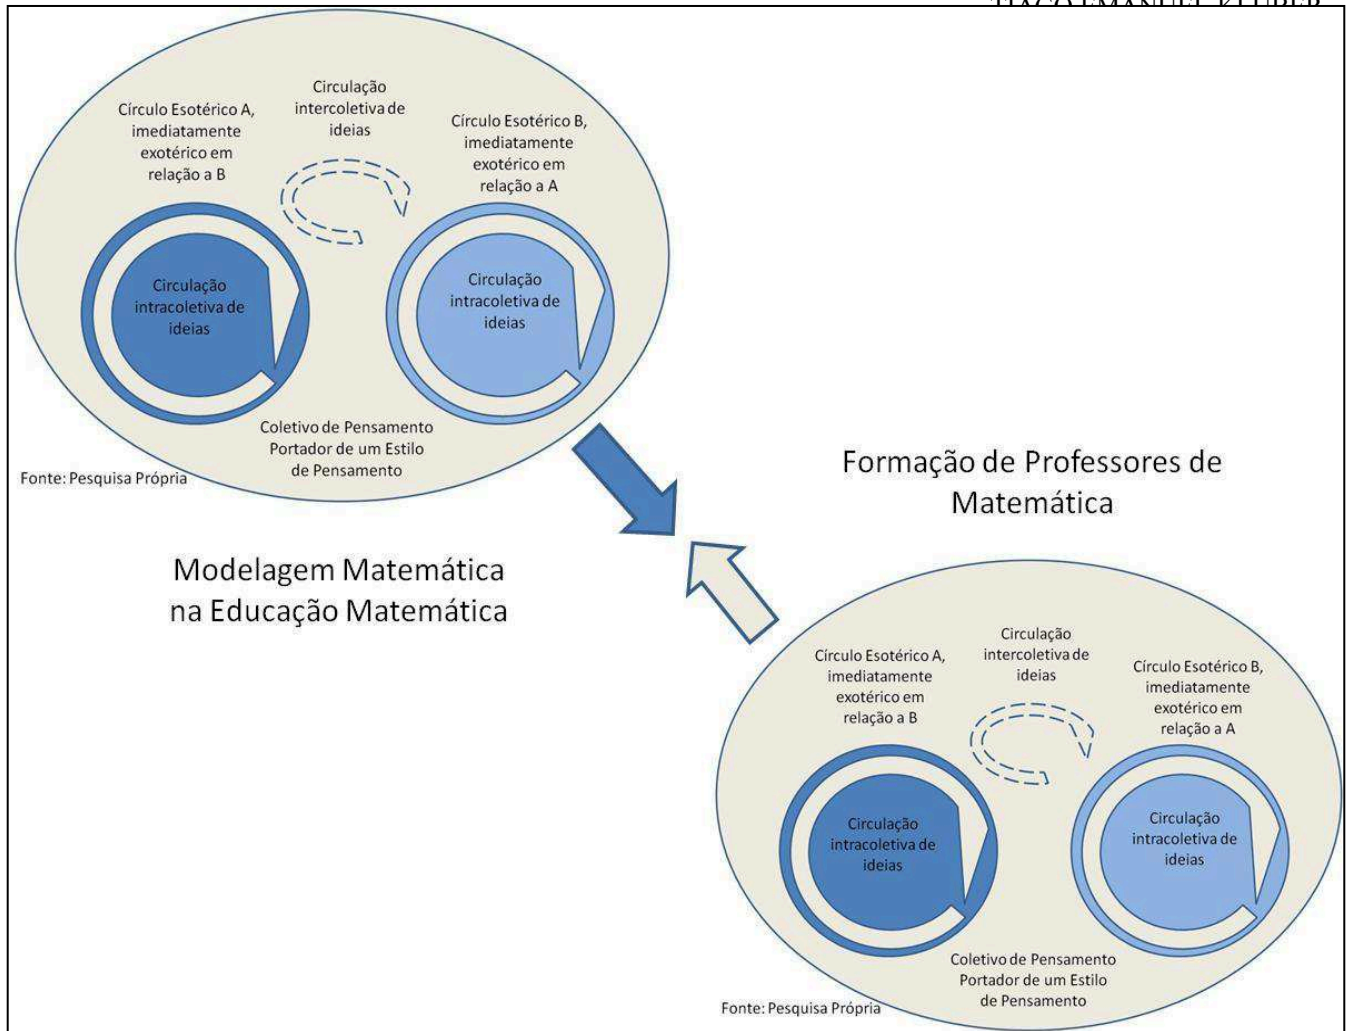 TIAGO EMANUEL KLUBER
Circulação
intercoletiva de
ideias
Círculo Esotérico A,
imediatamente
exotérico em
relação a B
Círculo Esotérico B,
imediatamente
exotérico em
relação a A
Circulação
intracoletiva de
ideias
Circulação
intracoletiva de
ideias
Coletivo de Pensamento
Portador de um Estilo
de Pensamento
Fonte: Pesquisa Própria
Modelagem Matemática
na Educação Matemática
Formação de Professores de
Matemática
Circulação
intercoletiva de
ideias
Círculo Esotérico A,
imediatamente
exotérico em
relação a B
Círculo Esotérico B,
imediatamente
exotérico em
relação a A
Circulação
intracoletiva de
ideias
Circulação
intracoletiva de
ideias
Coletivo de Pensamento
Portador de um Estilo
de Pensamento
Fonte: Pesquisa Própria